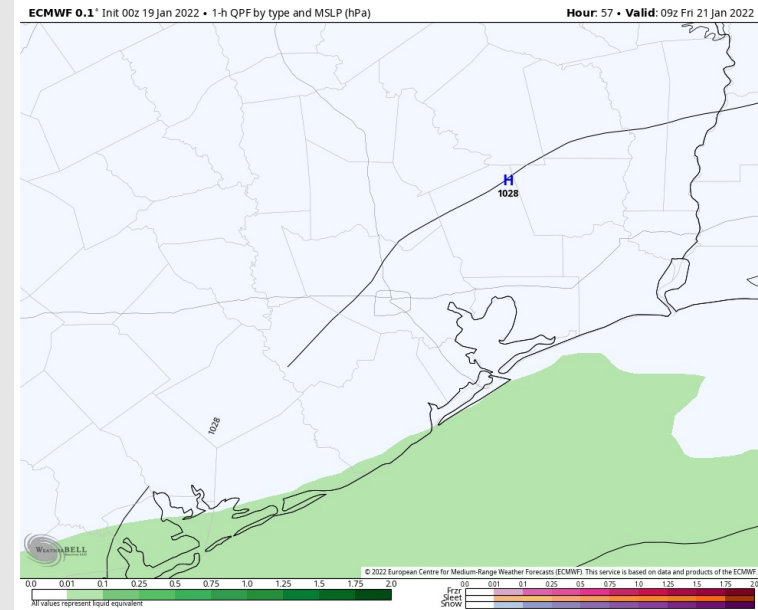 ECMWF 0.1° Init 00z 19 Jan 2022 • 1-h QPF by type and MSLP (hPa)
Hour: 57 • Valid: 09z Fri 21 Jan 2022
H
1028
1028
WEATHERBELL
© 2022 European Centre for Medium-Range Weather Forecasts (ECMWF). This service is based on data and products of the ECMWF.
0.0 0.01 0.1 0.25 0.5 0.75 1.0 1.25 1.5 1.75 2.0
All values represent liquid equivalent
0.0 0.01 0.1 0.25 0.5 0.75 1.0 1.25 1.5 1.75 2.0
Frzr
Sleet
Snow